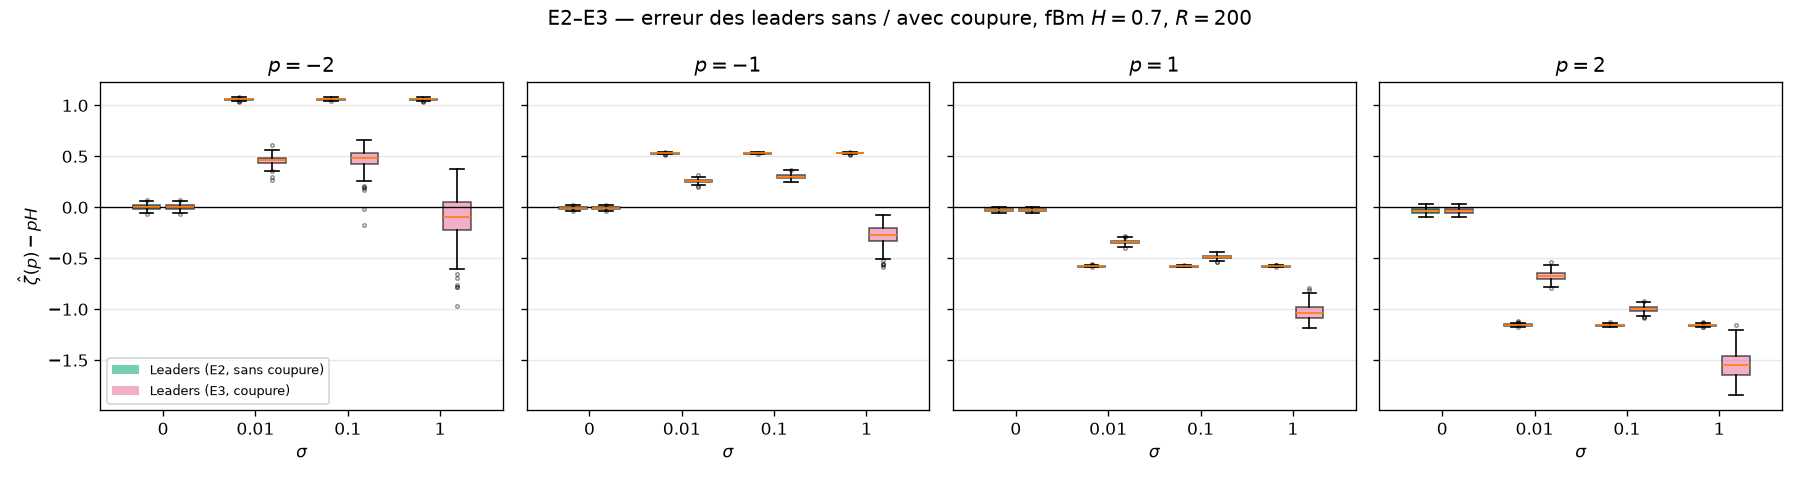 E2–E3 — erreur des leaders sans / avec coupure, fBm H = 0.7, R = 200
p = −2
p = −1
p = 1
p = 2
ζ̂(p) − pH
1.0
0.5
0.0
−0.5
−1.0
−1.5
Leaders (E2, sans coupure)
Leaders (E3, coupure)
0 0.01 0.1 1
0 0.01 0.1 1
0 0.01 0.1 1
0 0.01 0.1 1
σ
σ
σ
σ